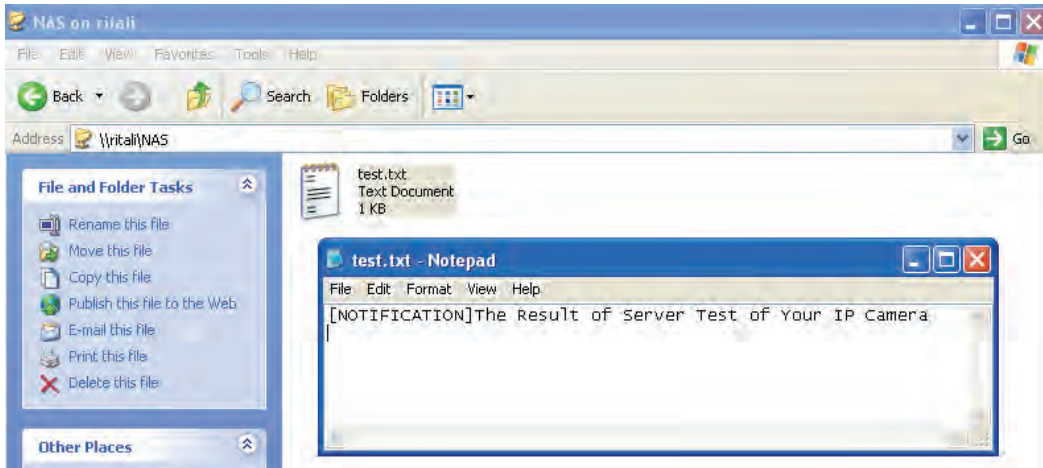 NAS on ritali
File Edit View Favorites Tools Help
Back Search Folders
Address \\ritali\NAS Go
File and Folder Tasks
Rename this file
Move this file
Copy this file
Publish this file to the Web
E-mail this file
Print this file
Delete this file
Other Places
test.txt
Text Document
1 KB
test.txt - Notepad
File Edit Format View Help
[NOTIFICATION]The Result of Server Test of Your IP Camera